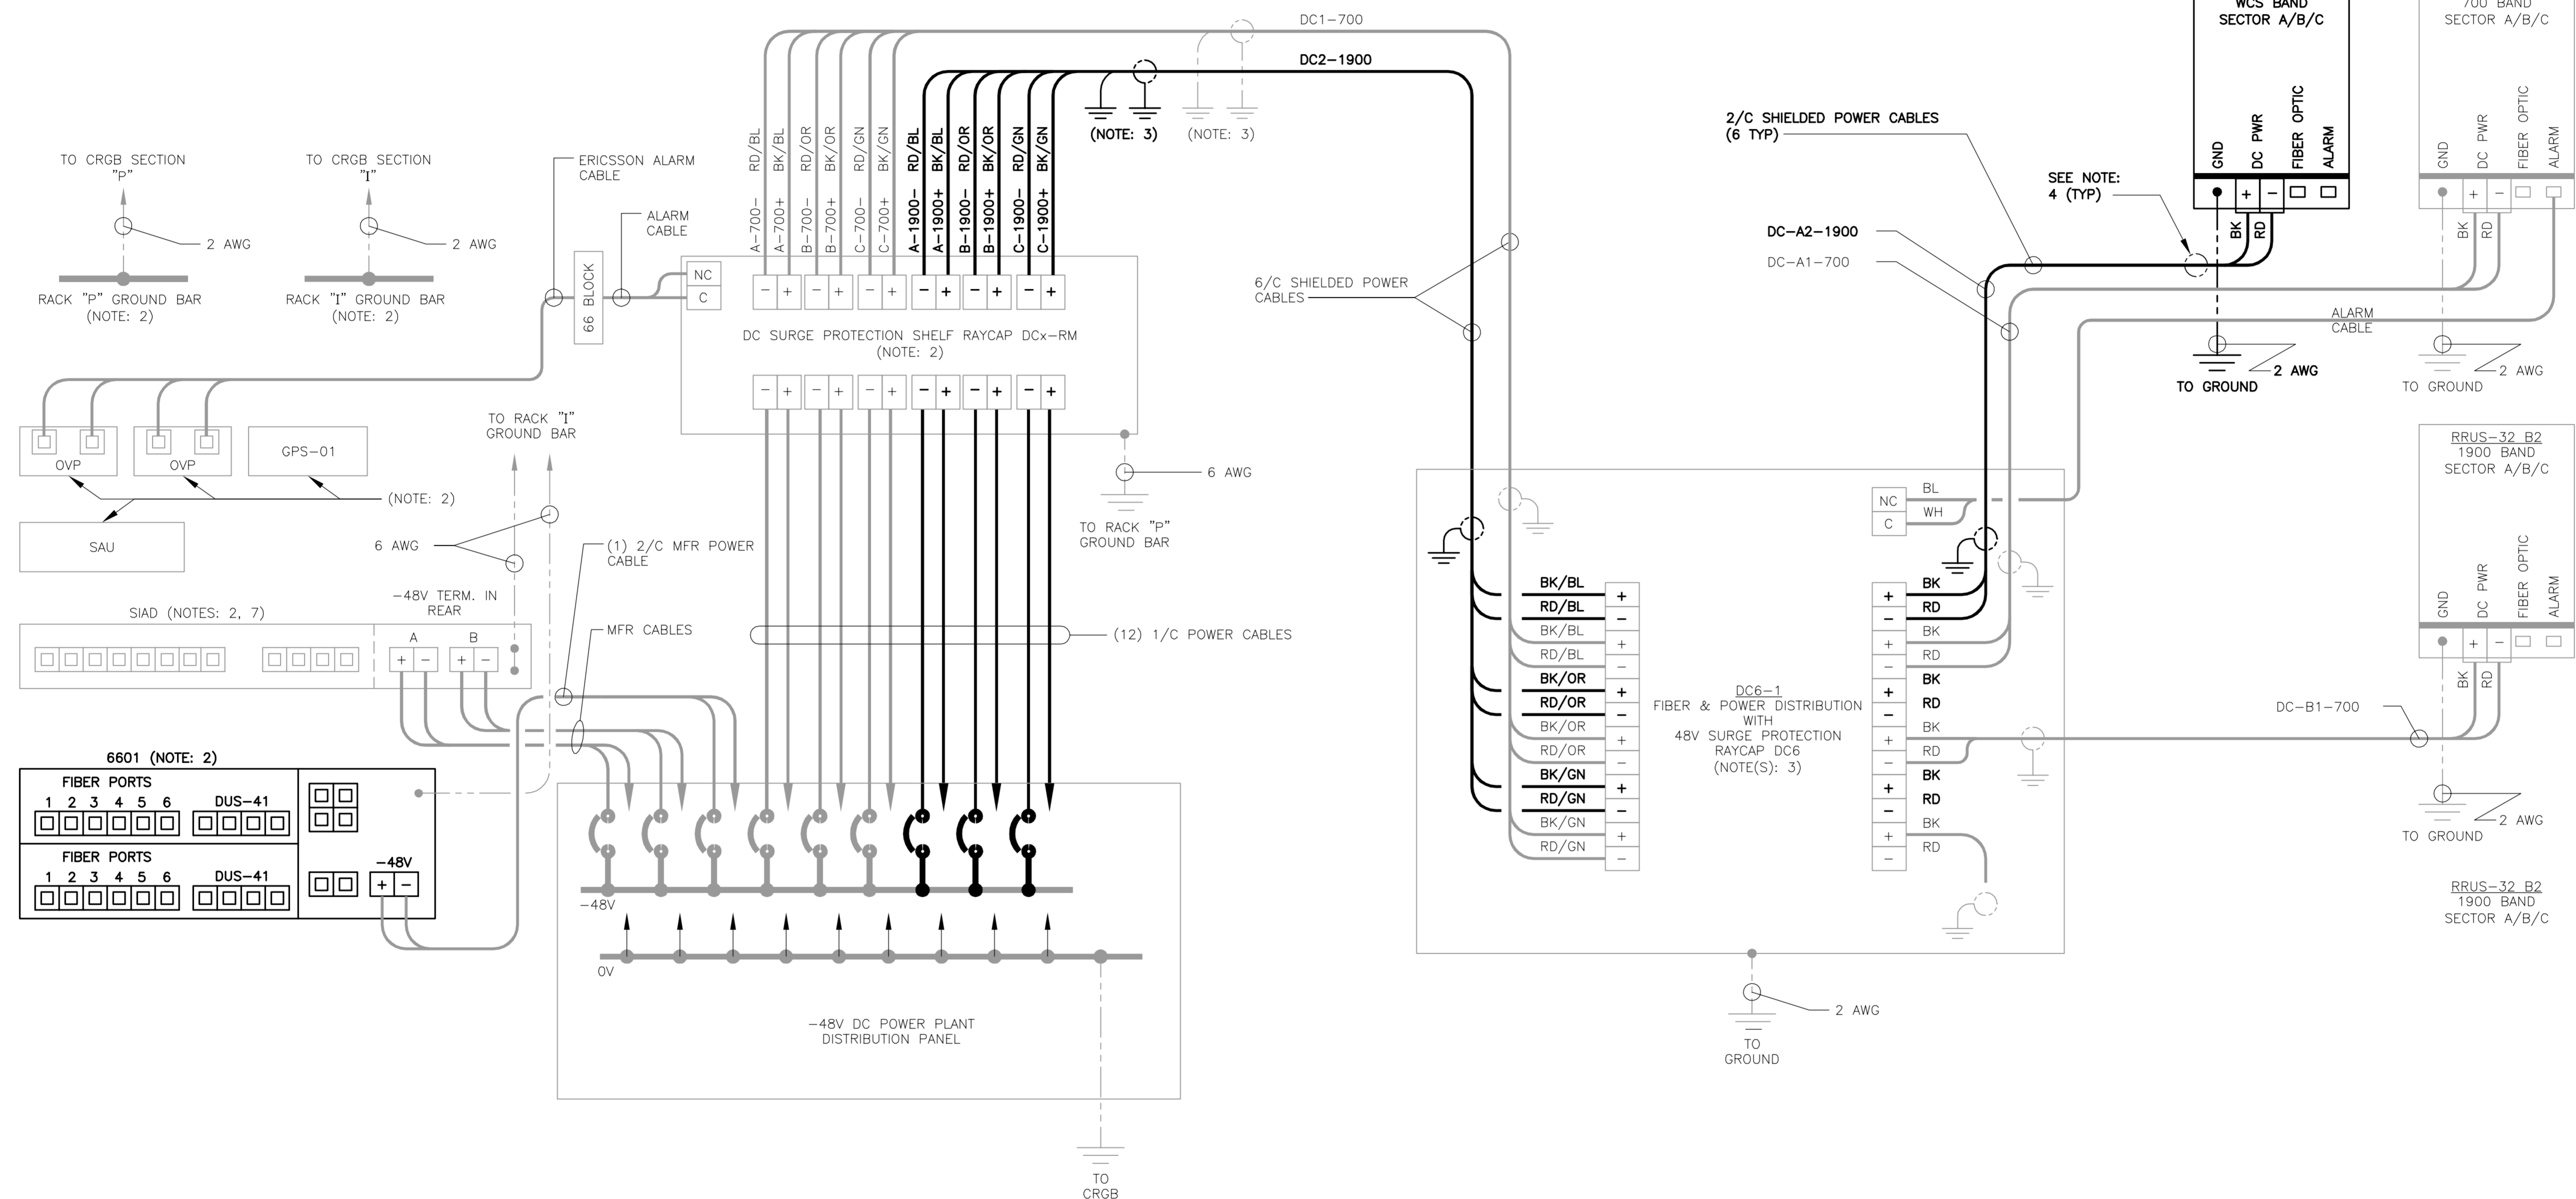 DC1-700
DC2-1900
WCS BAND
SECTOR A/B/C
700 BAND
SECTOR A/B/C
GND
DC PWR
FIBER OPTIC
ALARM
+ -
BK
RD
GND
DC PWR
FIBER OPTIC
ALARM
+ -
BK
RD
2/C SHIELDED POWER CABLES
(6 TYP)
SEE NOTE:
4 (TYP)
DC-A2-1900
DC-A1-700
ALARM
CABLE
2 AWG
TO GROUND
2 AWG
TO GROUND
(NOTE: 3)
(NOTE: 3)
TO CRGB SECTION
"P"
2 AWG
RACK "P" GROUND BAR
(NOTE: 2)
TO CRGB SECTION
"I"
2 AWG
RACK "I" GROUND BAR
(NOTE: 2)
ERICSSON ALARM
CABLE
ALARM
CABLE
66 BLOCK
NC
C
A-700- RD/BL
A-700+ BK/BL
B-700- RD/OR
B-700+ BK/OR
C-700- RD/GN
C-700+ BK/GN
A-1900- RD/BL
A-1900+ BK/BL
B-1900- RD/OR
B-1900+ BK/OR
C-1900- RD/GN
C-1900+ BK/GN
- + - + - + - + - + - +
DC SURGE PROTECTION SHELF RAYCAP DCx-RM
(NOTE: 2)
- + - + - + - + - + - +
6/C SHIELDED POWER
CABLES
6 AWG
TO RACK "P"
GROUND BAR
OVP
OVP
GPS-01
(NOTE: 2)
SAU
TO RACK "I"
GROUND BAR
6 AWG
(1) 2/C MFR POWER
CABLE
-48V TERM. IN
REAR
SIAD (NOTES: 2, 7)
A B
+ - + -
MFR CABLES
(12) 1/C POWER CABLES
6601 (NOTE: 2)
FIBER PORTS
1 2 3 4 5 6
DUS-41
FIBER PORTS
1 2 3 4 5 6
DUS-41
-48V
+ -
-48V
0V
-48V DC POWER PLANT
DISTRIBUTION PANEL
TO
CRGB
NC
C
BL
WH
BK/BL +
RD/BL -
BK/BL +
RD/BL -
BK/OR +
RD/OR -
BK/OR +
RD/OR -
BK/GN +
RD/GN -
BK/GN +
RD/GN -
DC6-1
FIBER & POWER DISTRIBUTION
WITH
48V SURGE PROTECTION
RAYCAP DC6
(NOTE(S): 3)
+ BK
- RD
+ BK
- RD
+ BK
- RD
+ BK
- RD
+ BK
- RD
+ BK
- RD
2 AWG
TO
GROUND
RRUS-32 B2
1900 BAND
SECTOR A/B/C
GND
DC PWR
FIBER OPTIC
ALARM
+ -
BK
RD
DC-B1-700
2 AWG
TO GROUND
RRUS-32 B2
1900 BAND
SECTOR A/B/C